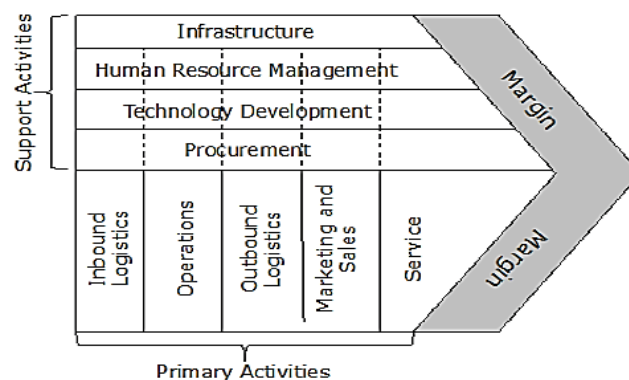 Support Activities
Infrastructure
Human Resource Management
Technology Development
Procurement
Inbound
Logistics
Operations
Outbound
Logistics
Marketing and
Sales
Service
Margin
Margin
Primary Activities